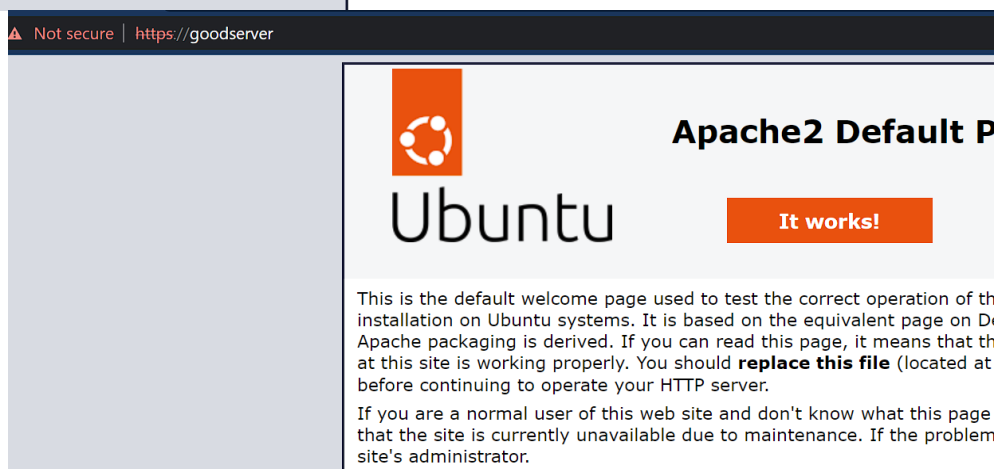 Not secure | https://goodserver
Ubuntu
Apache2 Default P
It works!
This is the default welcome page used to test the correct operation of th
installation on Ubuntu systems. It is based on the equivalent page on De
Apache packaging is derived. If you can read this page, it means that th
at this site is working properly. You should replace this file (located at
before continuing to operate your HTTP server.
If you are a normal user of this web site and don't know what this page
that the site is currently unavailable due to maintenance. If the problem
site's administrator.